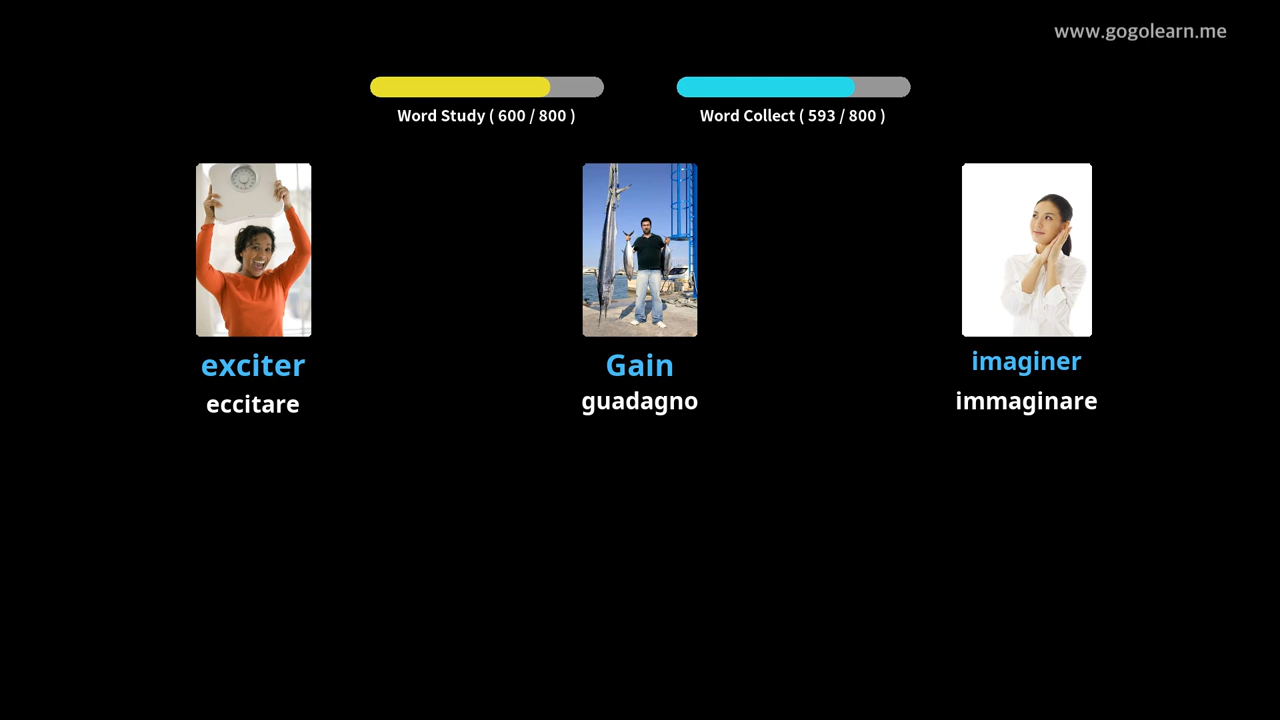 www.gogolearn.me
Word Study ( 600 / 800 )
Word Collect ( 593 / 800 )
exciter
eccitare
Gain
guadagno
imaginer
immaginare